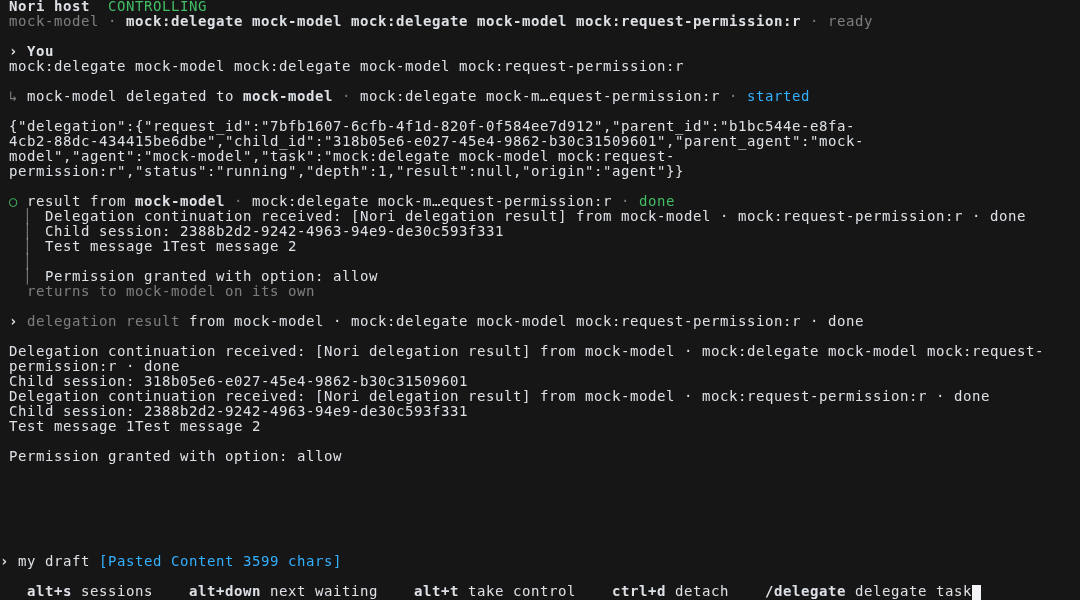 Nori host  CONTROLLING
mock-model · mock:delegate mock-model mock:delegate mock-model mock:request-permission:r · ready
› You
mock:delegate mock-model mock:delegate mock-model mock:request-permission:r
↳ mock-model delegated to mock-model · mock:delegate mock-m…equest-permission:r · started
{"delegation":{"request_id":"7bfb1607-6cfb-4f1d-820f-0f584ee7d912","parent_id":"b1bc544e-e8fa-
4cb2-88dc-434415be6dbe","child_id":"318b05e6-e027-45e4-9862-b30c31509601","parent_agent":"mock-
model","agent":"mock-model","task":"mock:delegate mock-model mock:request-
permission:r","status":"running","depth":1,"result":null,"origin":"agent"}}
○ result from mock-model · mock:delegate mock-m…equest-permission:r · done
│ Delegation continuation received: [Nori delegation result] from mock-model · mock:request-permission:r · done
│ Child session: 2388b2d2-9242-4963-94e9-de30c593f331
│ Test message 1Test message 2
│
│ Permission granted with option: allow
returns to mock-model on its own
› delegation result from mock-model · mock:delegate mock-model mock:request-permission:r · done
Delegation continuation received: [Nori delegation result] from mock-model · mock:delegate mock-model mock:request-
permission:r · done
Child session: 318b05e6-e027-45e4-9862-b30c31509601
Delegation continuation received: [Nori delegation result] from mock-model · mock:request-permission:r · done
Child session: 2388b2d2-9242-4963-94e9-de30c593f331
Test message 1Test message 2
Permission granted with option: allow
› my draft [Pasted Content 3599 chars]
alt+s sessions    alt+down next waiting    alt+t take control    ctrl+d detach    /delegate delegate task